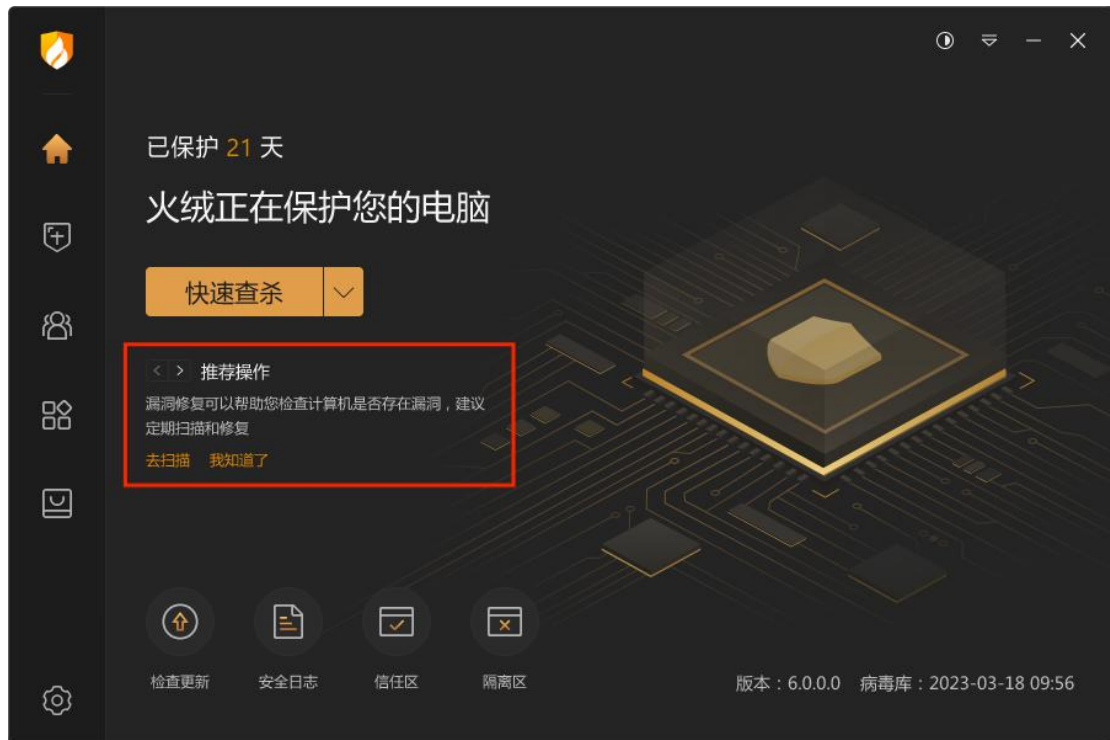 已保护 21 天
火绒正在保护您的电脑
快速查杀
推荐操作
漏洞修复可以帮助您检查计算机是否存在漏洞，建议
定期扫描和修复
去扫描 我知道了
检查更新 安全日志 信任区 隔离区
版本：6.0.0.0 病毒库：2023-03-18 09:56